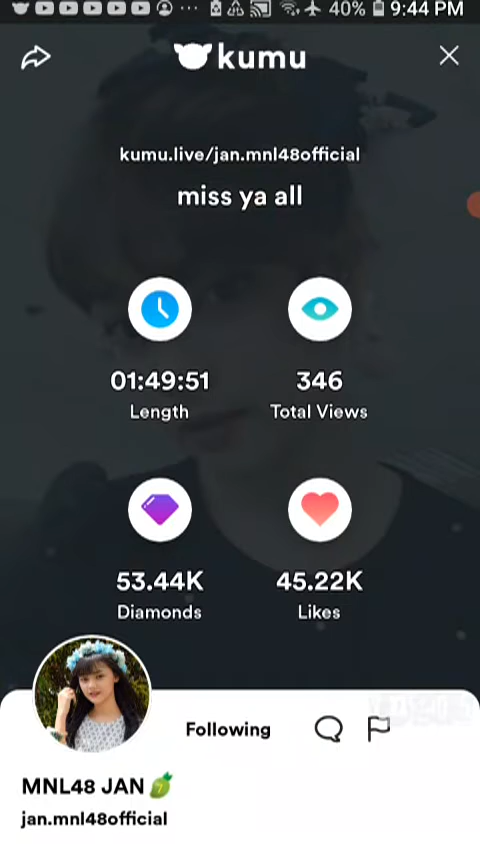 40% 9:44 PM
kumu
kumu.live/jan.mnl48official
miss ya all
01:49:51 346
Length Total Views
53.44K 45.22K
Diamonds Likes
Following
MNL48 JAN
jan.mnl48official